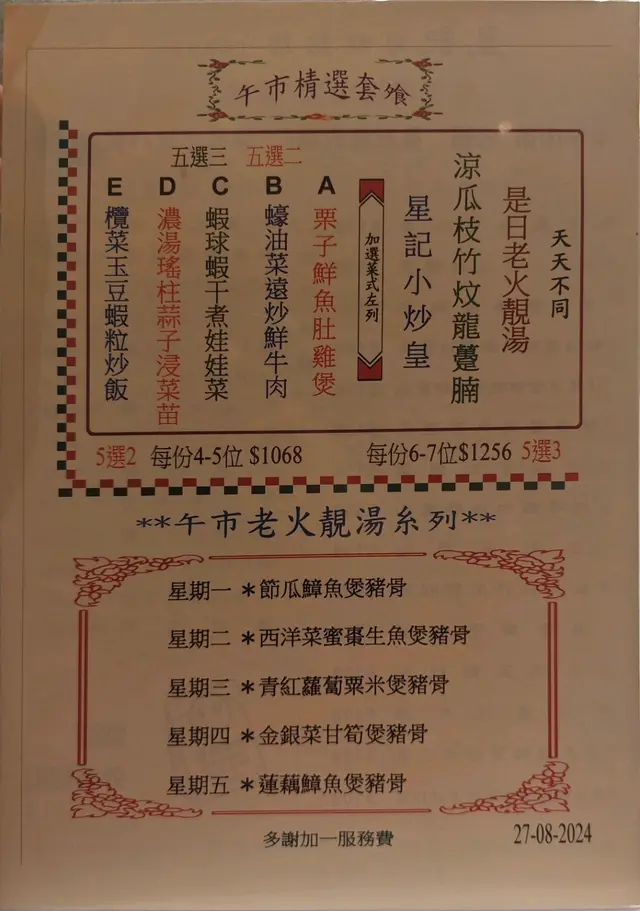 午市精選套飧
天天不同
是日老火靚湯
涼瓜枝竹炆龍躉腩
星記小炒皇
加選菜式左列
五選二
五選三
A
栗子鮮魚肚雞煲
B
蠔油菜遠炒鮮牛肉
C
蝦球蝦干煮娃娃菜
D
濃湯瑤柱蒜子浸菜苗
E
欖菜玉豆蝦粒炒飯
5選2 每份4-5位 $1068
每份6-7位$1256 5選3
**午市老火靚湯系列**
星期一 *節瓜鱆魚煲豬骨
星期二 *西洋菜蜜棗生魚煲豬骨
星期三 *青紅蘿蔔粟米煲豬骨
星期四 *金銀菜甘筍煲豬骨
星期五 *蓮藕鱆魚煲豬骨
多謝加一服務費
27-08-2024